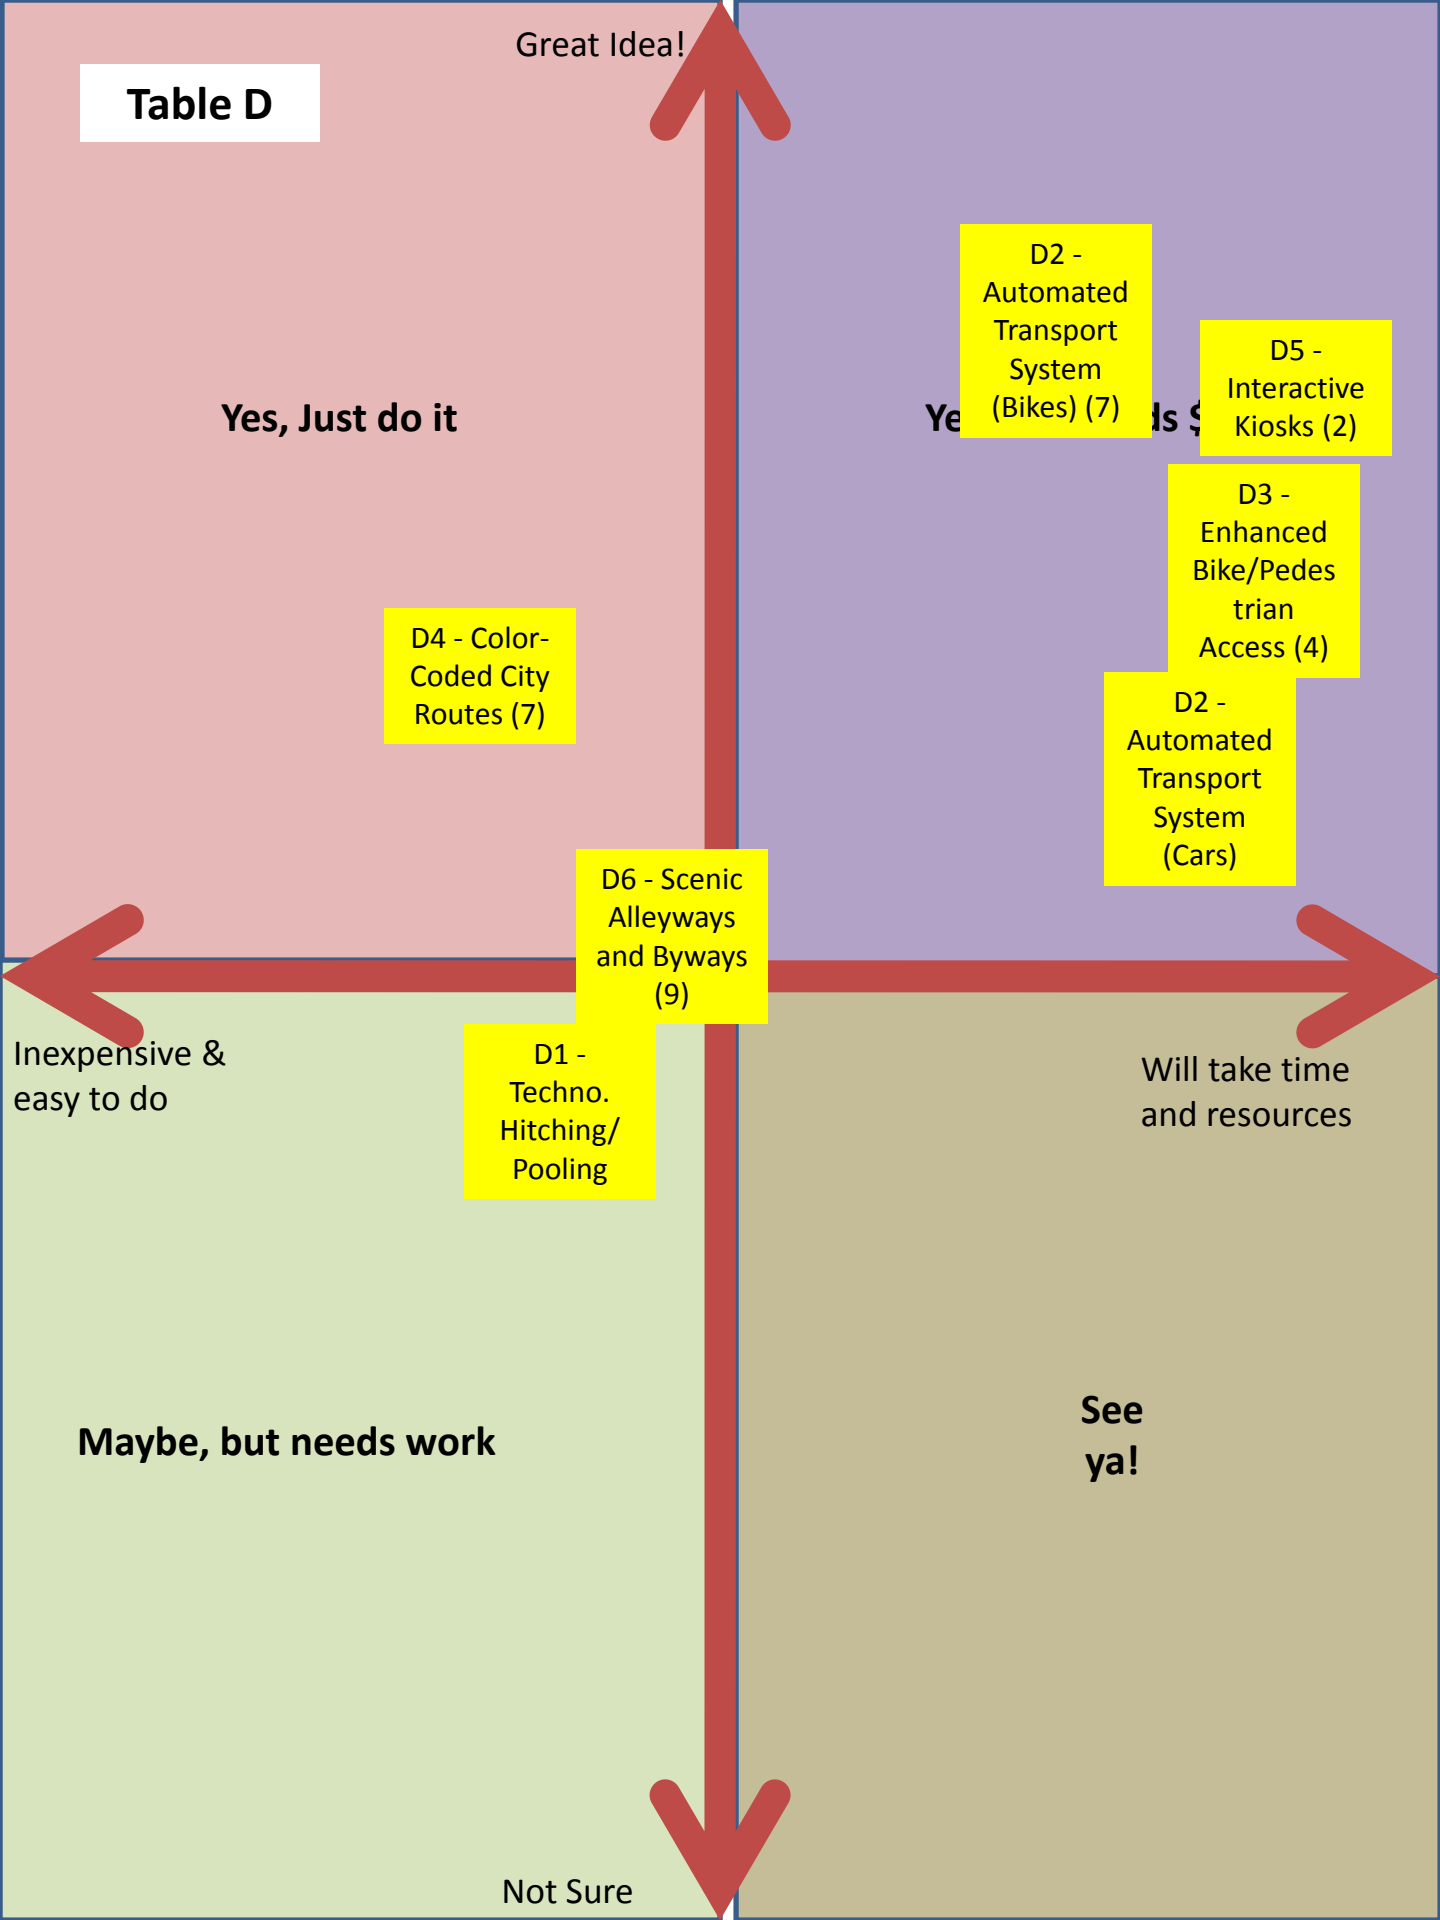 Great Idea!
Table D
D2 -
Automated
Transport
System
(Bikes) (7)
D5 -
Interactive
Kiosks (2)
Yes, Just do it
D3 -
Enhanced
Bike/Pedes
trian
Access (4)
D4 - Color-
Coded City
Routes (7)
D2 -
Automated
Transport
System
(Cars)
D6 - Scenic
Alleyways
and Byways
(9)
Inexpensive &
easy to do
D1 -
Techno.
Hitching/
Pooling
Will take time
and resources
Maybe, but needs work
See
ya!
Not Sure